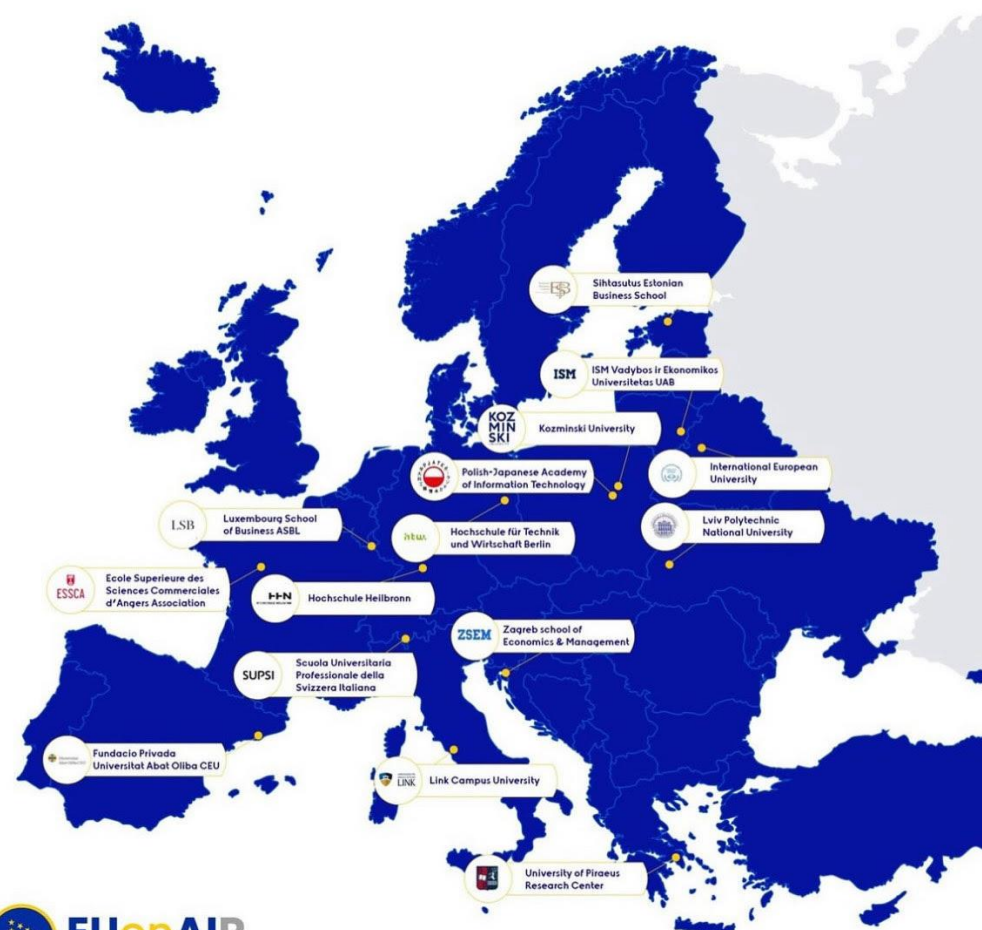 Sihtasutus Estonian
Business School
ISM
ISM Vadybos ir Ekonomikos
Universitetas UAB
KOZ
MIN
SKI
Kozminski University
Polish-Japanese Academy
of Information Technology
International European
University
LSB
Luxembourg School
of Business ASBL
htw.
Hochschule für Technik
und Wirtschaft Berlin
Lviv Polytechnic
National University
ESSCA
Ecole Superieure des
Sciences Commerciales
d'Angers Association
HHN
Hochschule Heilbronn
ZSEM
Zagreb school of
Economics & Management
SUPSI
Scuola Universitaria
Professionale della
Svizzera Italiana
Fundacio Privada
Universitat Abat Oliba CEU
LINK
Link Campus University
University of Piraeus
Research Center
EUonAIR